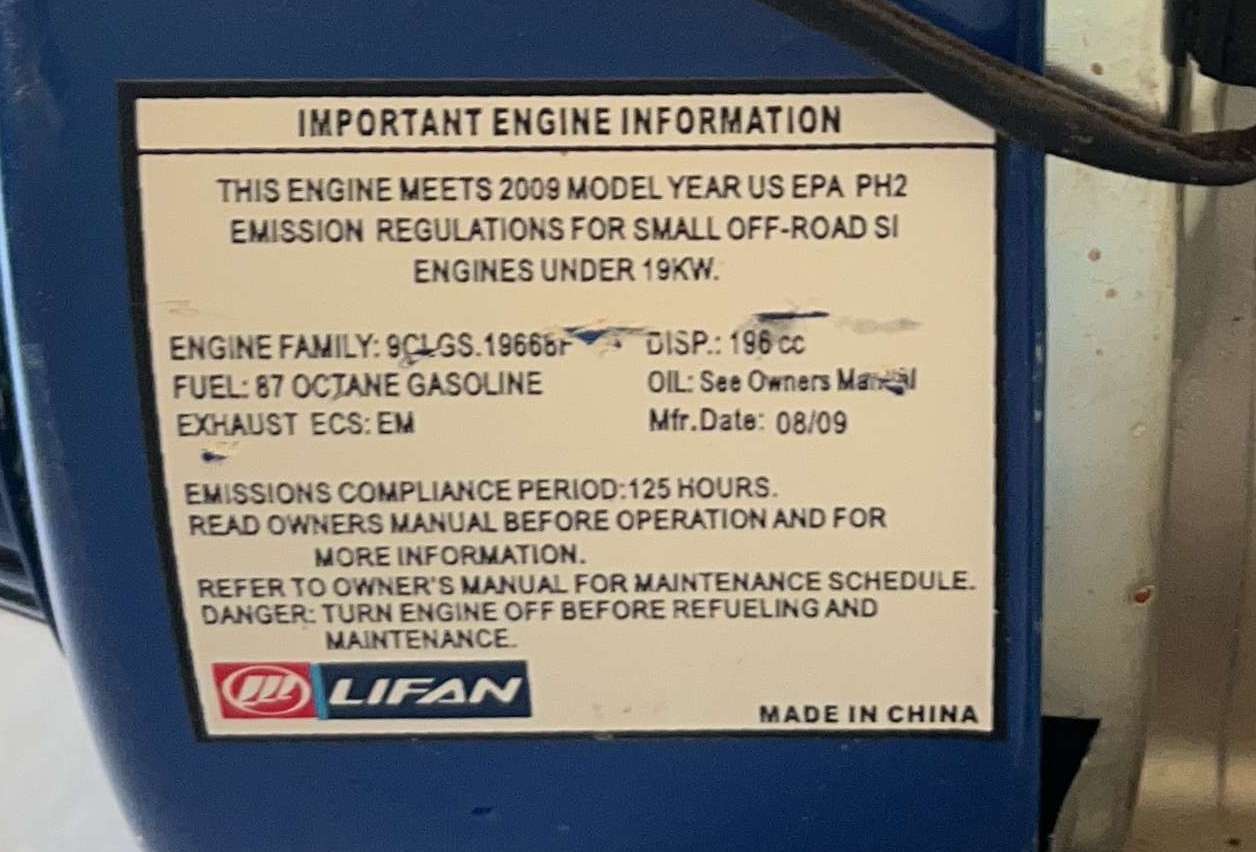 IMPORTANT ENGINE INFORMATION
THIS ENGINE MEETS 2009 MODEL YEAR US EPA PH2
EMISSION REGULATIONS FOR SMALL OFF-ROAD SI
ENGINES UNDER 19KW.
ENGINE FAMILY: DISP.: 196 cc
FUEL: 87 OCTANE GASOLINE OIL: See Owners Manual
EXHAUST ECS: EM Mfr.Date: 08/09
EMISSIONS COMPLIANCE PERIOD:125 HOURS.
READ OWNERS MANUAL BEFORE OPERATION AND FOR
MORE INFORMATION.
REFER TO OWNER'S MANUAL FOR MAINTENANCE SCHEDULE.
DANGER: TURN ENGINE OFF BEFORE REFUELING AND
MAINTENANCE.
LIFAN
MADE IN CHINA